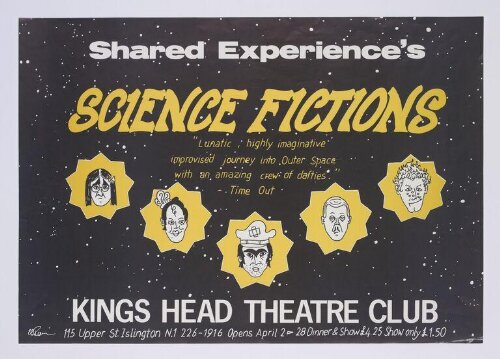 Shared Experience's
SCIENCE FICTIONS
"Lunatic, highly imaginative
improvised journey into Outer Space
with an amazing crew of dafties."
- Time Out -
KINGS HEAD THEATRE CLUB
115 Upper St. Islington N.1 226-1916 Opens April 2 - 28 Dinner & Show £4.25 Show only £1.50